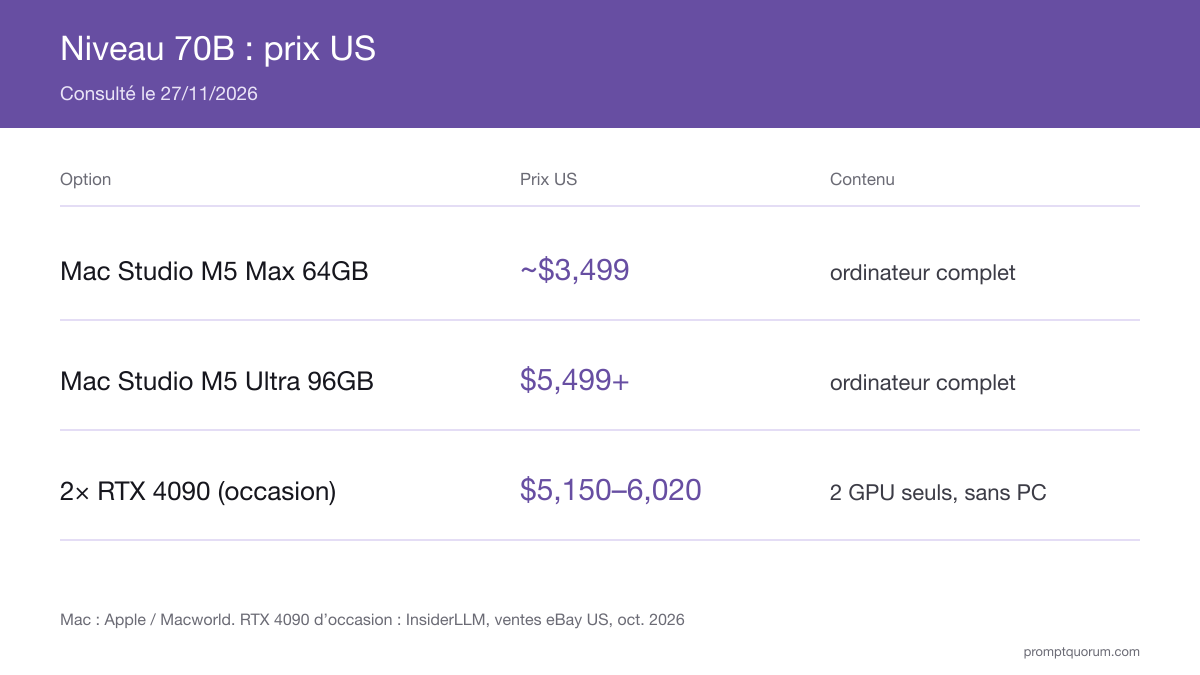 Niveau 70B : prix US
Consulté le 27/11/2026
Option Prix US Contenu
Mac Studio M5 Max 64GB ~$3,499 ordinateur complet
Mac Studio M5 Ultra 96GB $5,499+ ordinateur complet
2× RTX 4090 (occasion) $5,150–6,020 2 GPU seuls, sans PC
Mac : Apple / Macworld. RTX 4090 d’occasion : InsiderLLM, ventes eBay US, oct. 2026
promptquorum.com